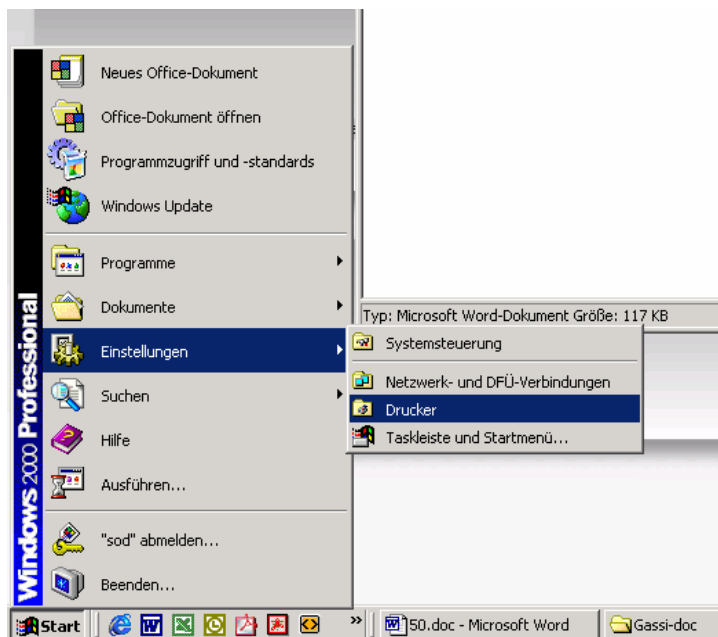 Neues Office-Dokument
Office-Dokument öffnen
Programmzugriff und -standards
Windows Update
Programme
Dokumente
Einstellungen
Suchen
Hilfe
Ausführen...
"sod" abmelden...
Beenden...
Windows 2000 Professional
Typ: Microsoft Word-Dokument Größe: 117 KB
Systemsteuerung
Netzwerk- und DFÜ-Verbindungen
Drucker
Taskleiste und Startmenü...
Start
»
50.doc - Microsoft Word
Gassi-doc